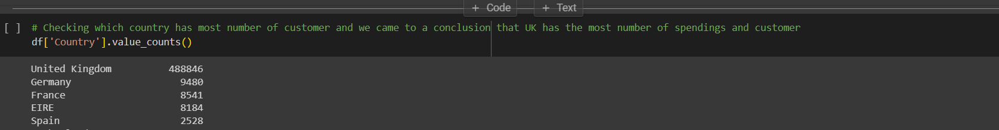 + Code + Text
[ ] # Checking which country has most number of customer and we came to a conclusion that UK has the most number of spendings and customer
df['Country'].value_counts()
United Kingdom 488846
Germany 9480
France 8541
EIRE 8184
Spain 2528